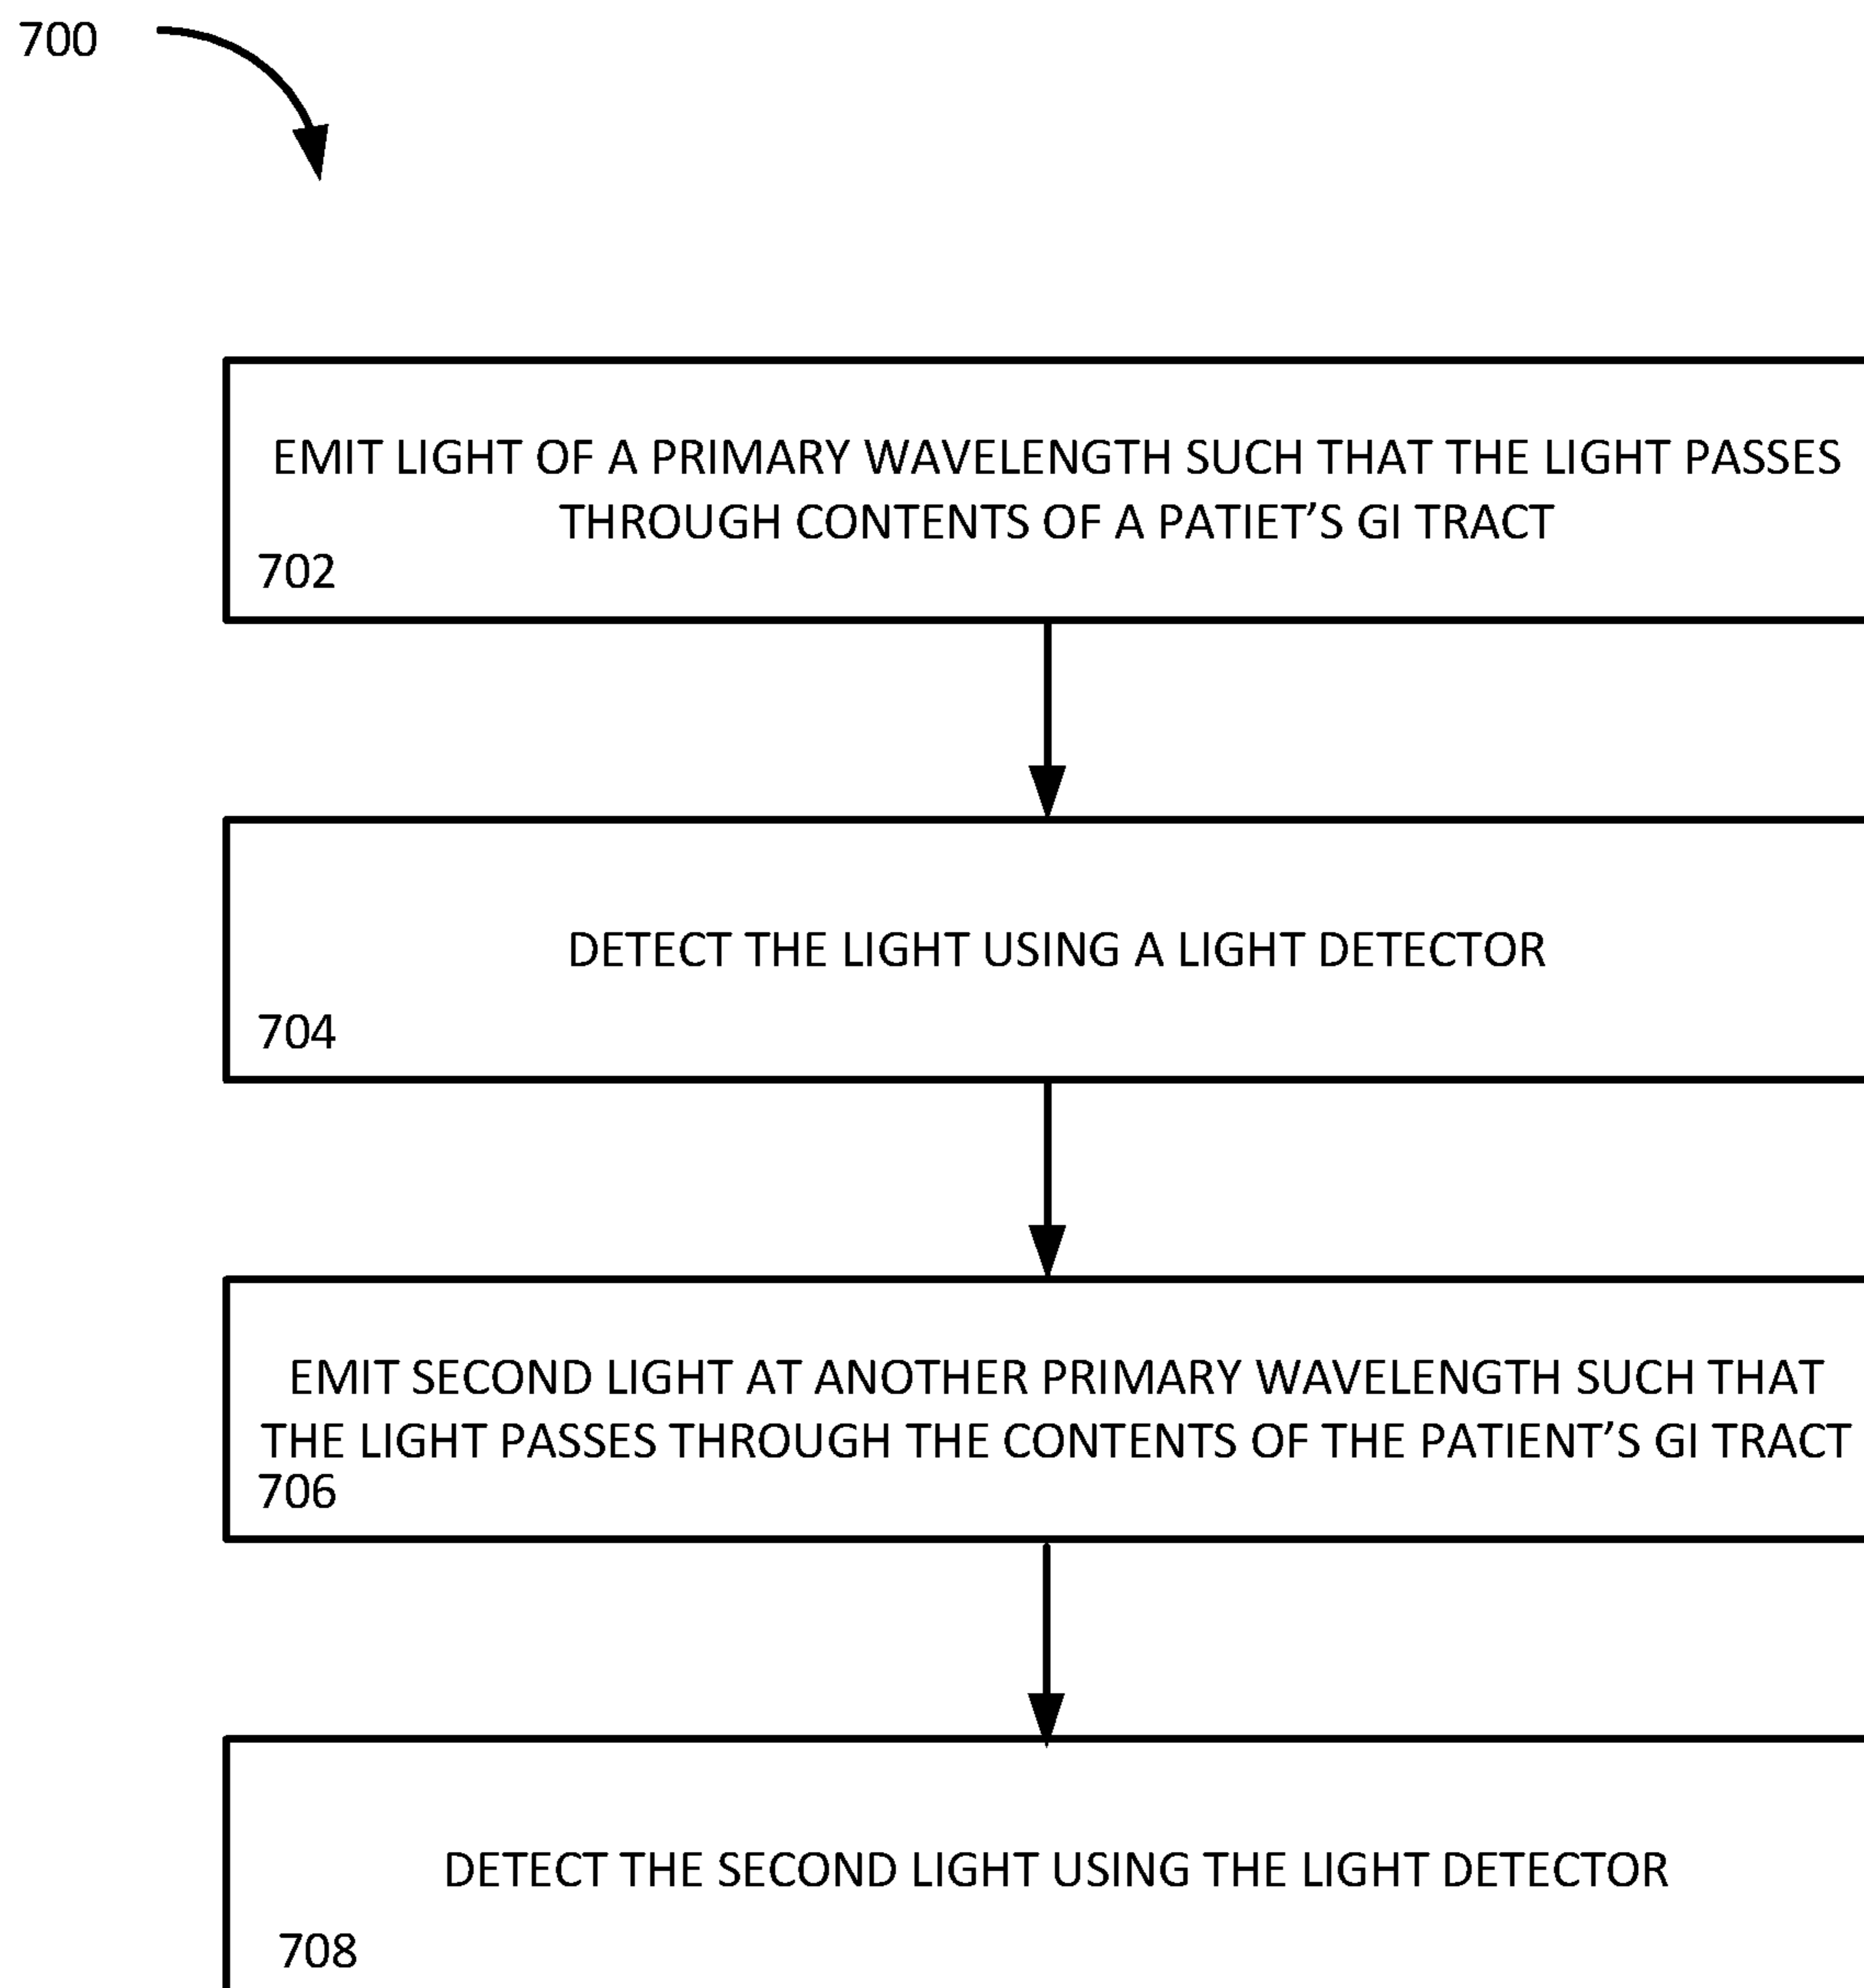 700
EMIT LIGHT OF A PRIMARY WAVELENGTH SUCH THAT THE LIGHT PASSES
THROUGH CONTENTS OF A PATIET’S GI TRACT
702
DETECT THE LIGHT USING A LIGHT DETECTOR
704
EMIT SECOND LIGHT AT ANOTHER PRIMARY WAVELENGTH SUCH THAT
THE LIGHT PASSES THROUGH THE CONTENTS OF THE PATIENT’S GI TRACT
706
DETECT THE SECOND LIGHT USING THE LIGHT DETECTOR
708